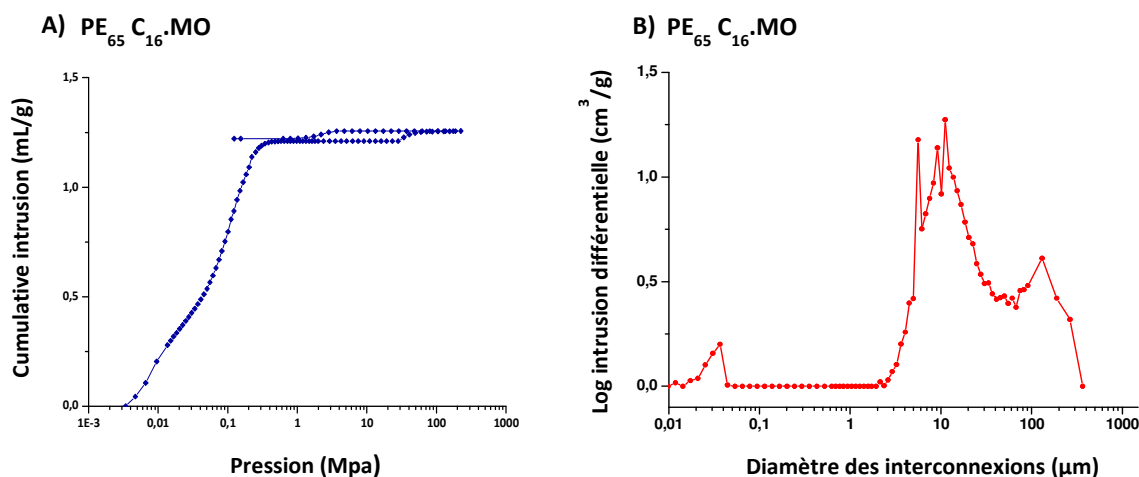 A) PE₆₅ C₁₆.MO
1,5
1,0
0,5
0,0
1E-3
0,01
0,1
1
10
100
1000
Cumulative intrusion (mL/g)
Pression (Mpa)
B) PE₆₅ C₁₆.MO
1,5
1,0
0,5
0,0
0,01
0,1
1
10
100
1000
Log intrusion différentielle (cm³/g)
Diamètre des interconnexions (µm)